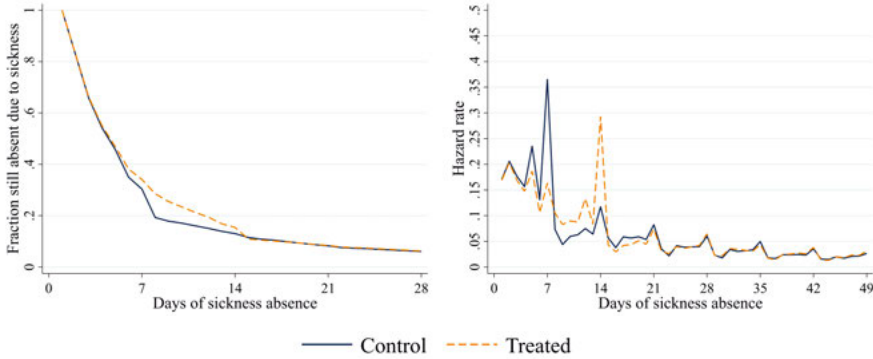 Fraction still absent due to sickness
1
.8
.6
.4
.2
0
0 7 14 21 28
Days of sickness absence
Hazard rate
.5
.45
.4
.35
.3
.25
.2
.15
.1
.05
0
0 7 14 21 28 35 42 49
Days of sickness absence
Control Treated